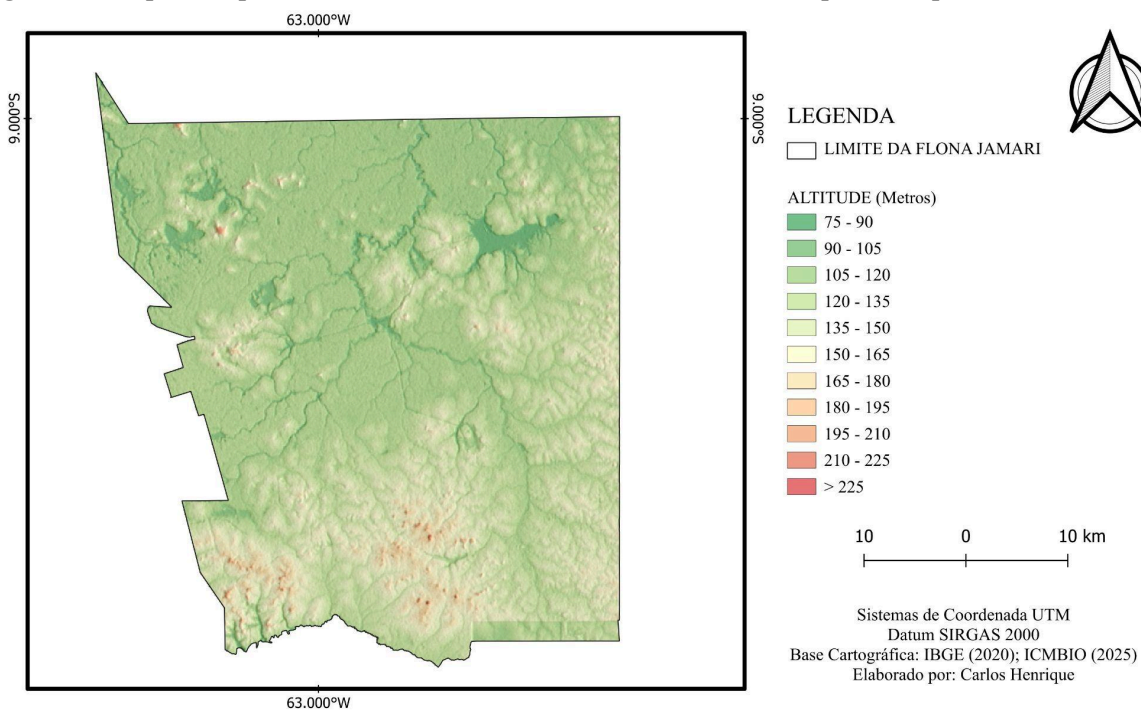 63.000°W
9.000°S
9.000°S
LEGENDA
LIMITE DA FLONA JAMARI
ALTITUDE (Metros)
75 - 90
90 - 105
105 - 120
120 - 135
135 - 150
150 - 165
165 - 180
180 - 195
195 - 210
210 - 225
> 225
10 0 10 km
Sistemas de Coordenada UTM
Datum SIRGAS 2000
Base Cartográfica: IBGE (2020); ICMBIO (2025)
Elaborado por: Carlos Henrique
63.000°W